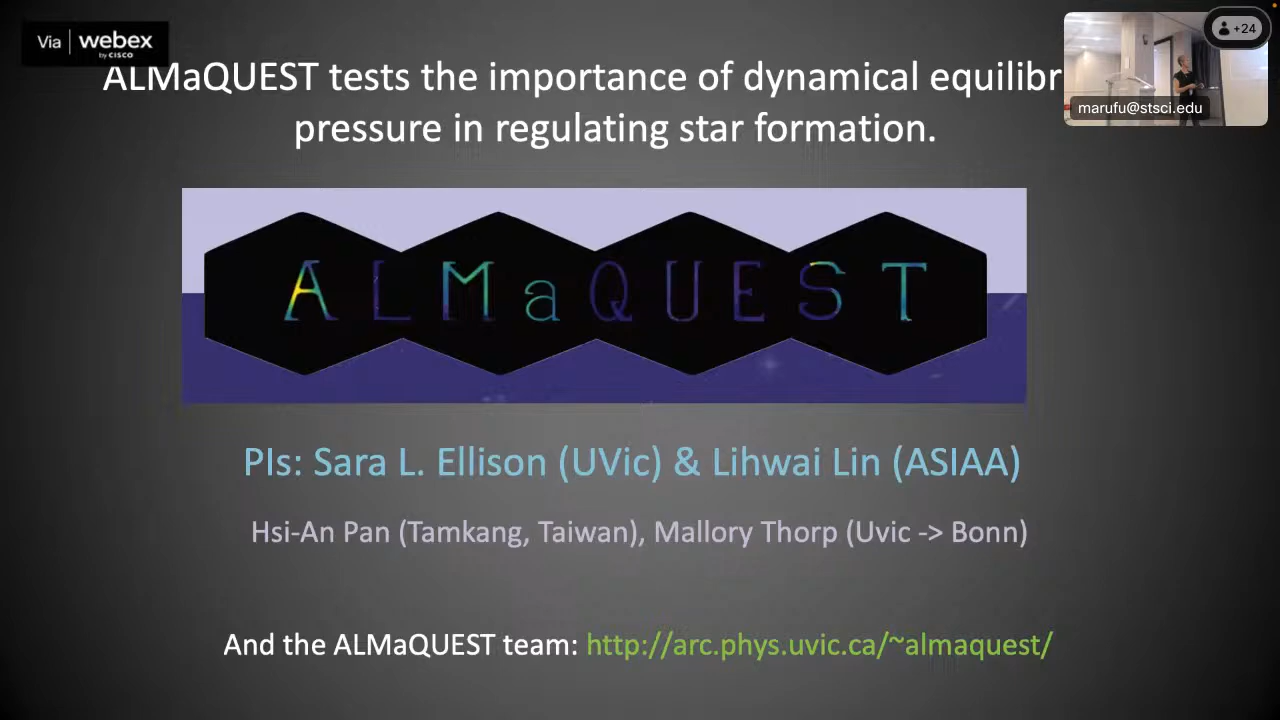 Via webex
by CISCO
+24
marufu@stsci.edu
ALMaQUEST tests the importance of dynamical equilibr
pressure in regulating star formation.
ALMaQUEST
PIs: Sara L. Ellison (UVic) & Lihwai Lin (ASIAA)
Hsi-An Pan (Tamkang, Taiwan), Mallory Thorp (Uvic -> Bonn)
And the ALMaQUEST team: http://arc.phys.uvic.ca/~almaquest/